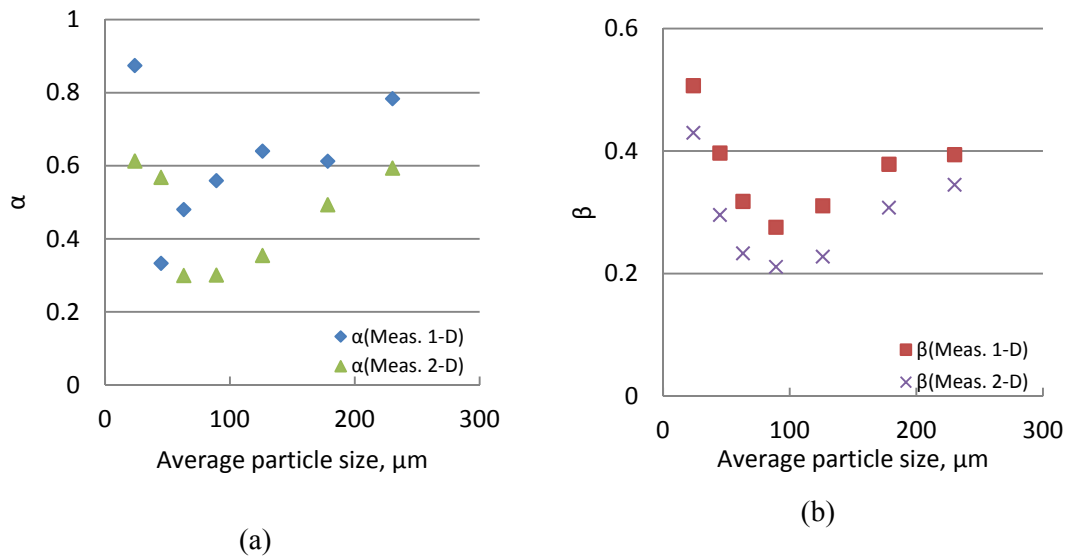 1
0.8
0.6
0.4
0.2
0
α
α(Meas. 1-D)
α(Meas. 2-D)
0 100 200 300
Average particle size, μm
(a)
0.6
0.4
0.2
0
β
β(Meas. 1-D)
β(Meas. 2-D)
0 100 200 300
Average particle size, μm
(b)